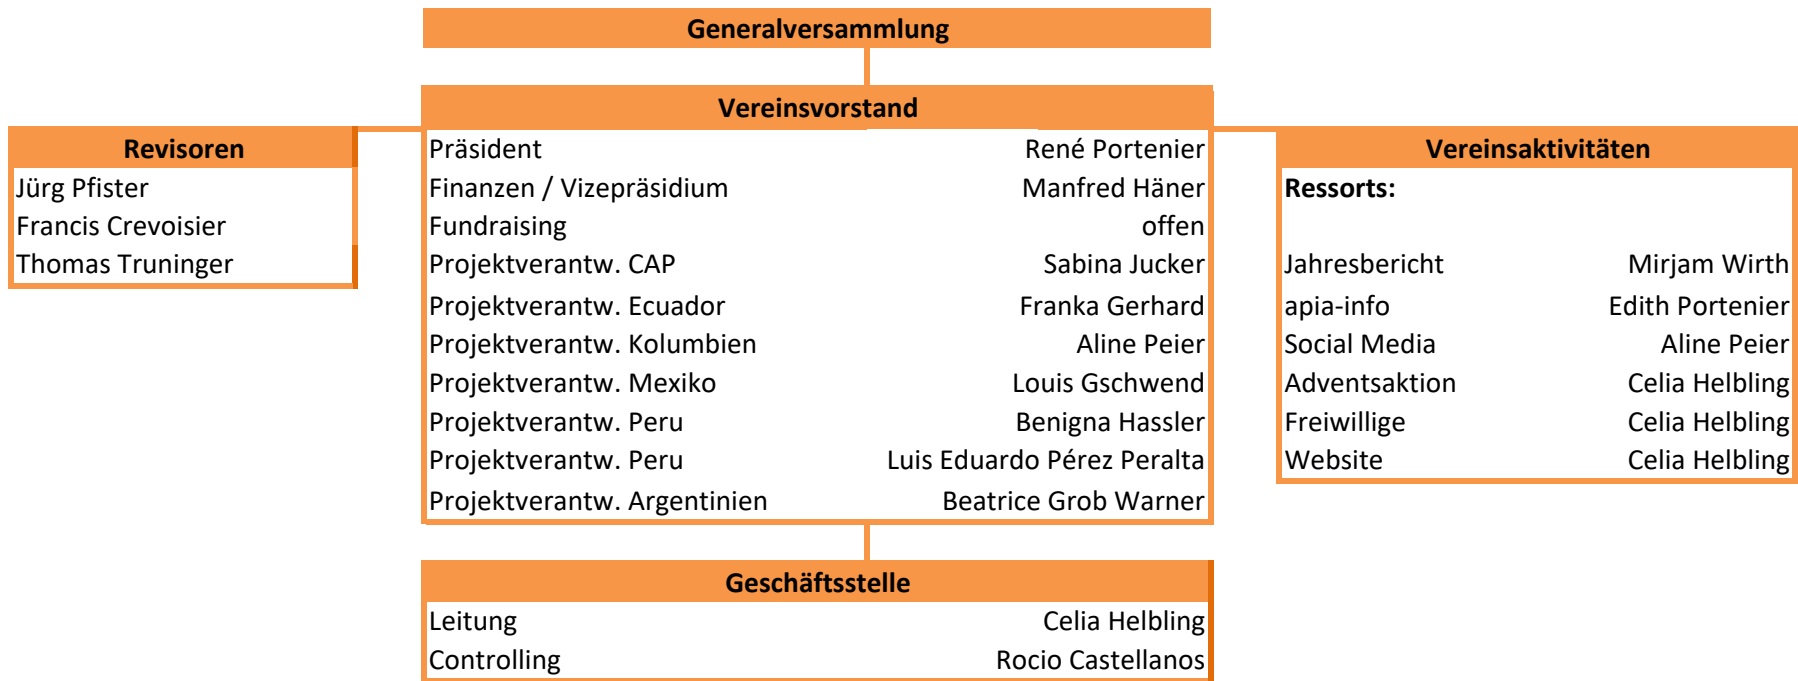 Generalversammlung
Vereinsvorstand
Präsident René Portenier
Finanzen / Vizepräsidium Manfred Häner
Fundraising offen
Projektverantw. CAP Sabina Jucker
Projektverantw. Ecuador Franka Gerhard
Projektverantw. Kolumbien Aline Peier
Projektverantw. Mexiko Louis Gschwend
Projektverantw. Peru Benigna Hassler
Projektverantw. Peru Luis Eduardo Pérez Peralta
Projektverantw. Argentinien Beatrice Grob Warner
Revisoren
Jürg Pfister
Francis Crevoisier
Thomas Truninger
Vereinsaktivitäten
Ressorts:
Jahresbericht Mirjam Wirth
apia-info Edith Portenier
Social Media Aline Peier
Adventsaktion Celia Helbling
Freiwillige Celia Helbling
Website Celia Helbling
Geschäftsstelle
Leitung Celia Helbling
Controlling Rocio Castellanos